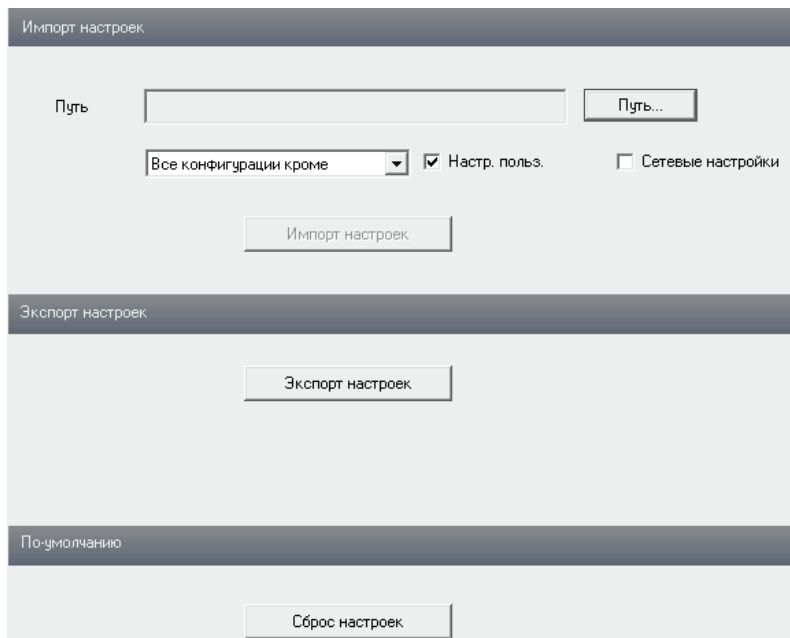 Импорт настроек
Путь Путь...
Все конфигурации кроме Настр. польз. Сетевые настройки
Импорт настроек
Экспорт настроек
Экспорт настроек
По-умолчанию
Сброс настроек